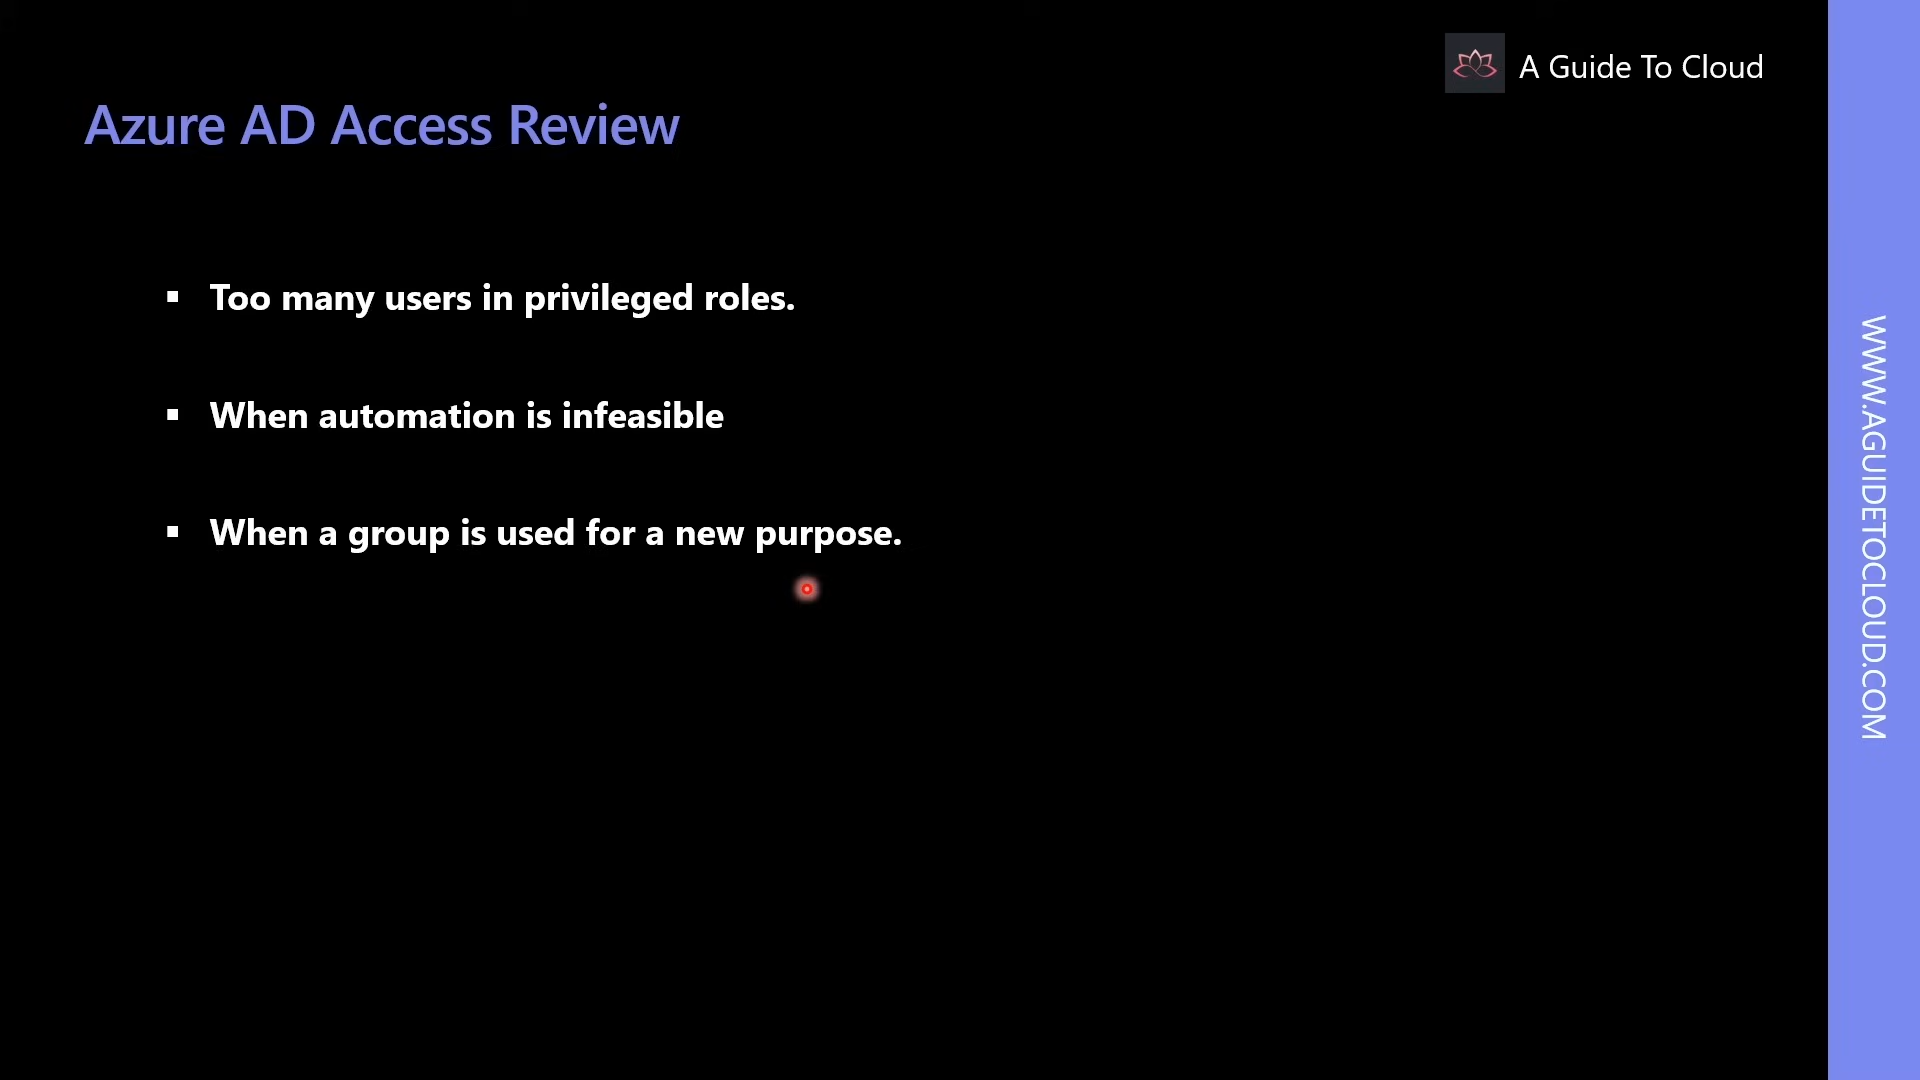 A Guide To Cloud
Azure AD Access Review
▪ Too many users in privileged roles.
▪ When automation is infeasible
▪ When a group is used for a new purpose.
WWW.AGUIDETOCLOUD.COM